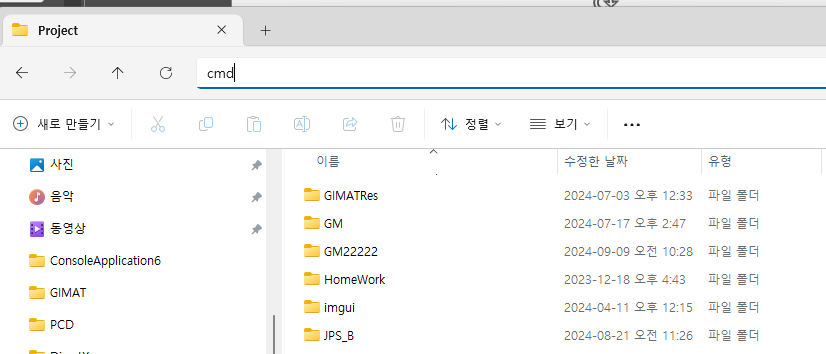 Project
cmd
새로 만들기 정렬 보기
이름 수정한 날짜 유형
사진
음악
동영상
ConsoleApplication6
GIMAT
PCD
GIMATRes 2024-07-03 오후 12:33 파일 폴더
GM 2024-07-17 오후 2:47 파일 폴더
GM22222 2024-09-09 오전 10:28 파일 폴더
HomeWork 2023-12-18 오후 4:43 파일 폴더
imgui 2024-04-11 오후 12:15 파일 폴더
JPS_B 2024-08-21 오전 11:26 파일 폴더